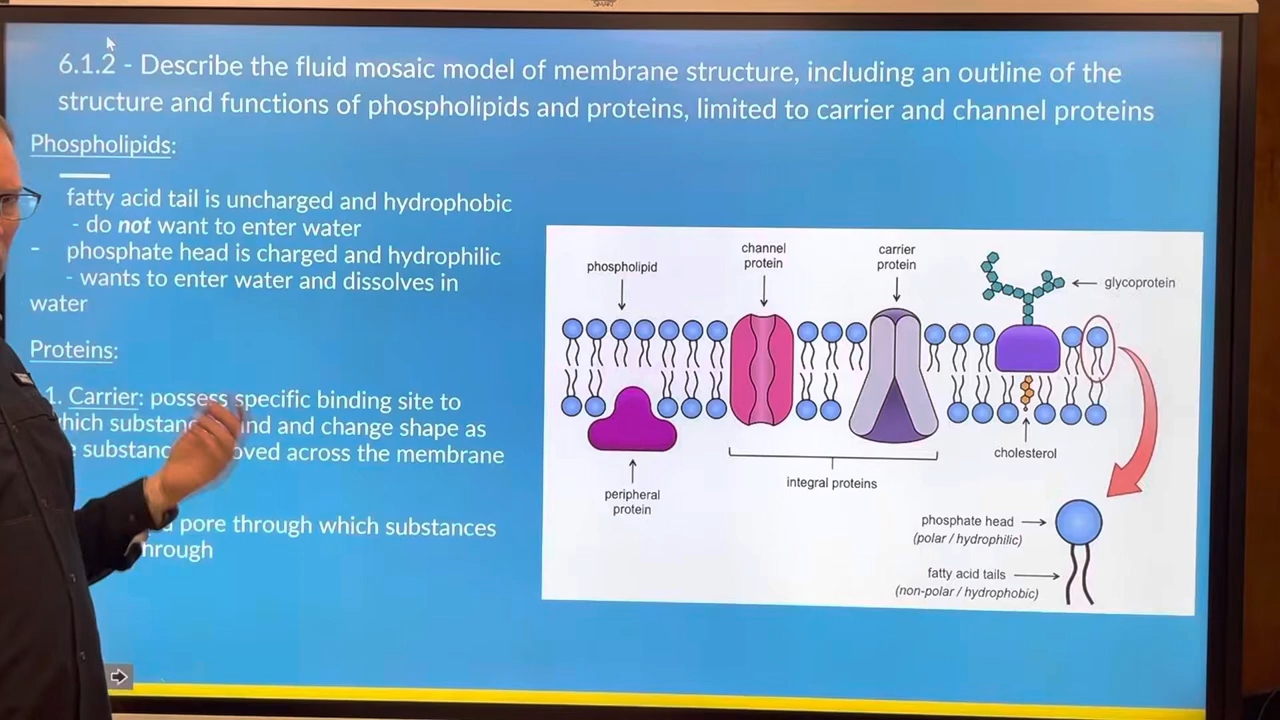 SMART
6.1.2 - Describe the fluid mosaic model of membrane structure, including an outline of the
structure and functions of phospholipids and proteins, limited to carrier and channel proteins
Phospholipids:
fatty acid tail is uncharged and hydrophobic
- do not want to enter water
- phosphate head is charged and hydrophilic
- wants to enter water and dissolves in
water
Proteins:
1. Carrier: possess specific binding site to
which and change shape as
across the membrane
pore through which substances
phospholipid
channel
protein
carrier
protein
glycoprotein
peripheral
protein
integral proteins
cholesterol
phosphate head
(polar / hydrophilic)
fatty acid tails
(non-polar / hydrophobic)